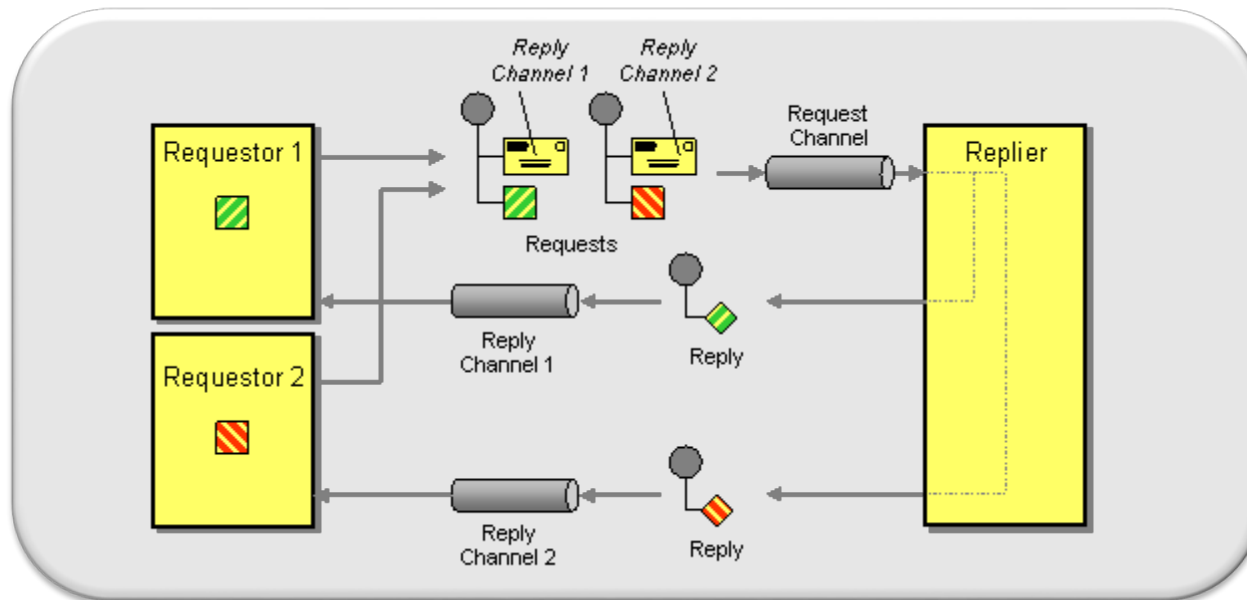 Reply
Channel 1
Reply
Channel 2
Request
Channel
Requestor 1
Replier
Requests
Reply
Channel 1
Reply
Requestor 2
Reply
Channel 2
Reply